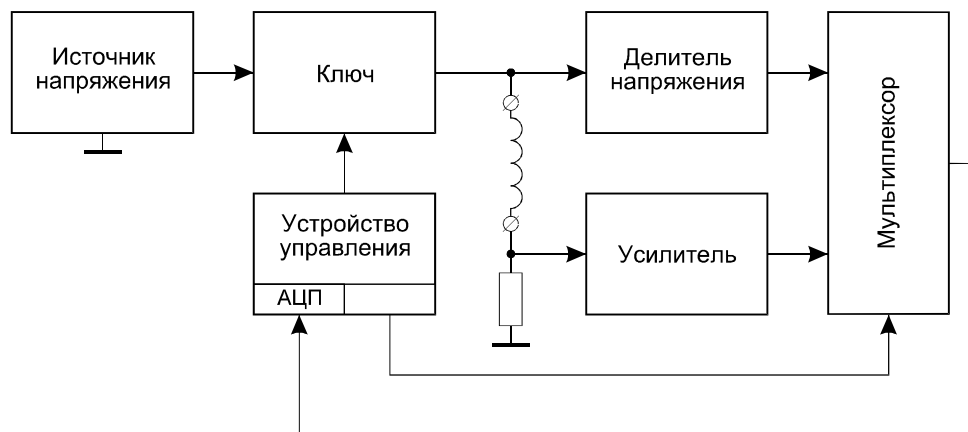 Источник
напряжения
Ключ
Делитель
напряжения
Мультиплексор
Устройство
управления
АЦП
Усилитель